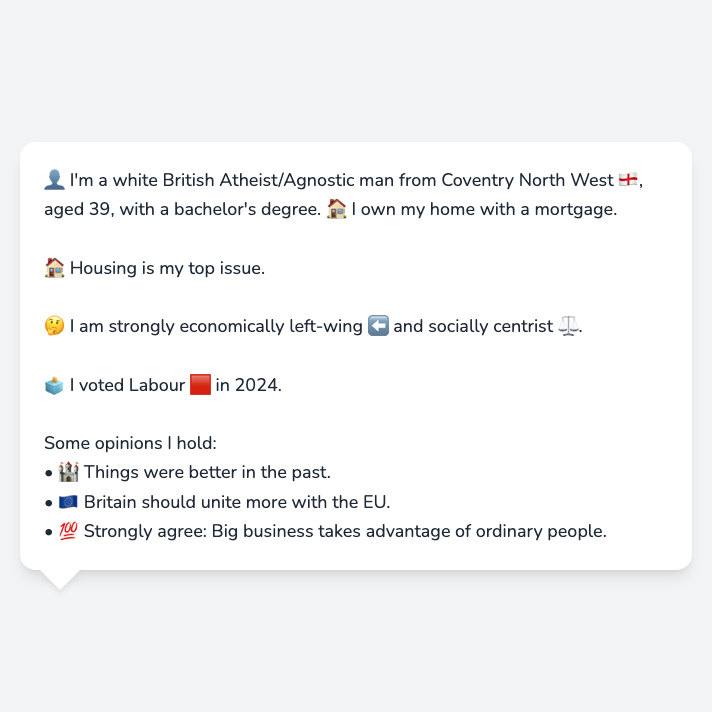 👤 I'm a white British Atheist/Agnostic man from Coventry North West 🏴󠁧󠁢󠁥󠁮󠁧󠁿,
aged 39, with a bachelor's degree. 🏠 I own my home with a mortgage.
🏠 Housing is my top issue.
🤔 I am strongly economically left-wing ⬅️ and socially centrist ⚖️.
🗳️ I voted Labour 🟥 in 2024.
Some opinions I hold:
• 🏰 Things were better in the past.
• 🇪🇺 Britain should unite more with the EU.
• 💯 Strongly agree: Big business takes advantage of ordinary people.